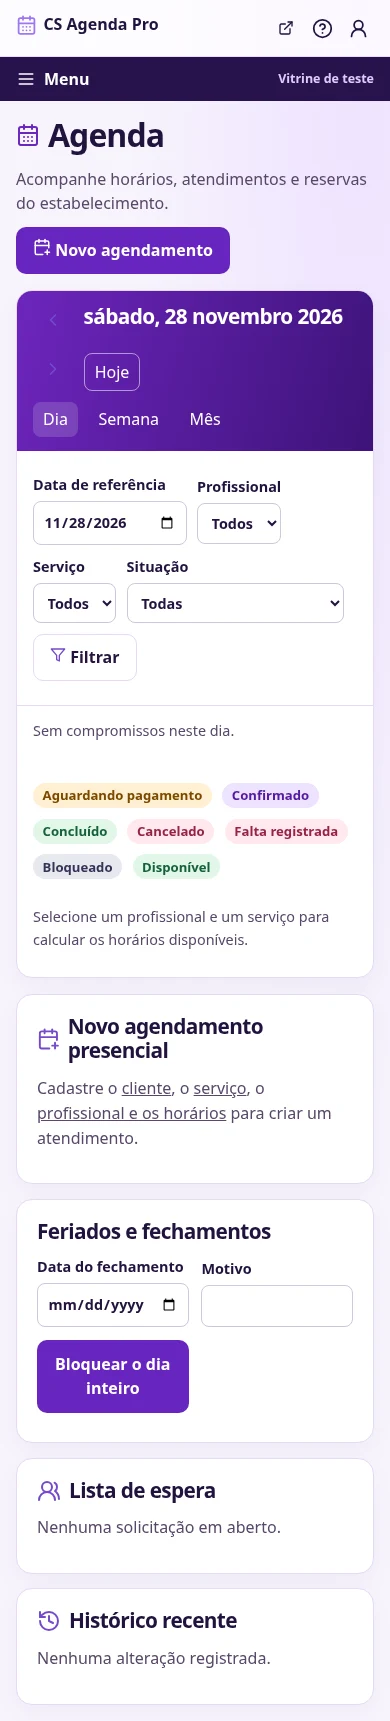 CS Agenda Pro
Menu
Vitrine de teste
Agenda
Acompanhe horários, atendimentos e reservas
do estabelecimento.
Novo agendamento
sábado, 28 novembro 2026
Hoje
Dia Semana Mês
Data de referência Profissional
11/28/2026 Todos
Serviço Situação
Todos Todas
Filtrar
Sem compromissos neste dia.
Aguardando pagamento Confirmado
Concluído Cancelado Falta registrada
Bloqueado Disponível
Selecione um profissional e um serviço para
calcular os horários disponíveis.
Novo agendamento
presencial
Cadastre o cliente, o serviço, o
profissional e os horários para criar um
atendimento.
Feriados e fechamentos
Data do fechamento Motivo
mm/dd/yyyy
Bloquear o dia
inteiro
Lista de espera
Nenhuma solicitação em aberto.
Histórico recente
Nenhuma alteração registrada.